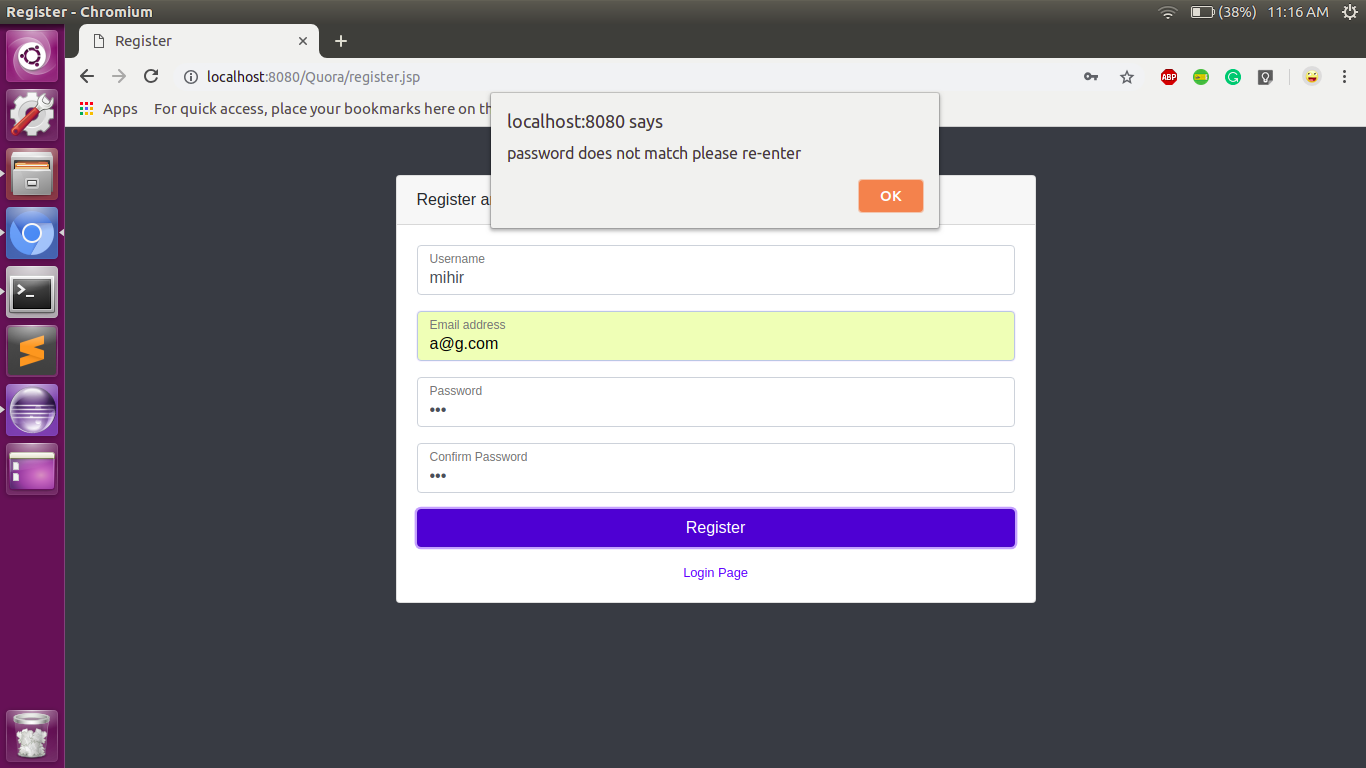 Register - Chromium
(38%) 11:16 AM
Register
localhost:8080/Quora/register.jsp
ABP
Apps For quick access, place your bookmarks here on th
localhost:8080 says
password does not match please re-enter
OK
Register a
Username
mihir
Email address
a@g.com
Password
•••
Confirm Password
•••
Register
Login Page